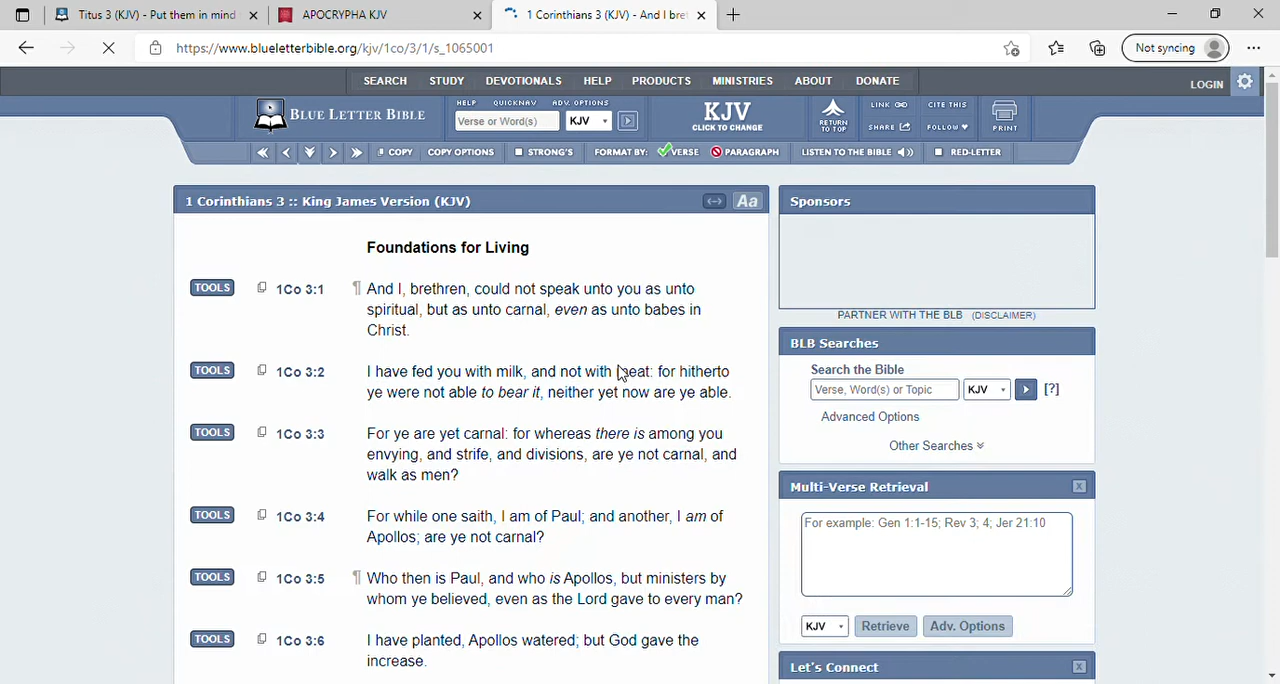 Titus 3 (KJV) - Put them in mind
APOCRYPHA KJV
1 Corinthians 3 (KJV) - And I bre
https://www.blueletterbible.org/kjv/1co/3/1/s_1065001
Not syncing
SEARCH STUDY DEVOTIONALS HELP PRODUCTS MINISTRIES ABOUT DONATE
LOGIN
BLUE LETTER BIBLE
HELP QUICKNAV ADV. OPTIONS
Verse or Word(s) KJV
KJV
CLICK TO CHANGE
RETURN
TO TOP
LINK CITE THIS
SHARE FOLLOW
PRINT
COPY COPY OPTIONS STRONG'S FORMAT BY: VERSE PARAGRAPH LISTEN TO THE BIBLE RED-LETTER
1 Corinthians 3 :: King James Version (KJV)
Aa
Foundations for Living
TOOLS 1Co 3:1 ¶ And I, brethren, could not speak unto you as unto
spiritual, but as unto carnal, even as unto babes in
Christ.
TOOLS 1Co 3:2 I have fed you with milk, and not with meat: for hitherto
ye were not able to bear it, neither yet now are ye able.
TOOLS 1Co 3:3 For ye are yet carnal: for whereas there is among you
envying, and strife, and divisions, are ye not carnal, and
walk as men?
TOOLS 1Co 3:4 For while one saith, I am of Paul; and another, I am of
Apollos; are ye not carnal?
TOOLS 1Co 3:5 ¶ Who then is Paul, and who is Apollos, but ministers by
whom ye believed, even as the Lord gave to every man?
TOOLS 1Co 3:6 I have planted, Apollos watered; but God gave the
increase.
Sponsors
PARTNER WITH THE BLB (DISCLAIMER)
BLB Searches
Search the Bible
Verse, Word(s) or Topic KJV [?]
Advanced Options
Other Searches
Multi-Verse Retrieval
For example: Gen 1:1-15; Rev 3; 4; Jer 21:10
KJV Retrieve Adv. Options
Let's Connect